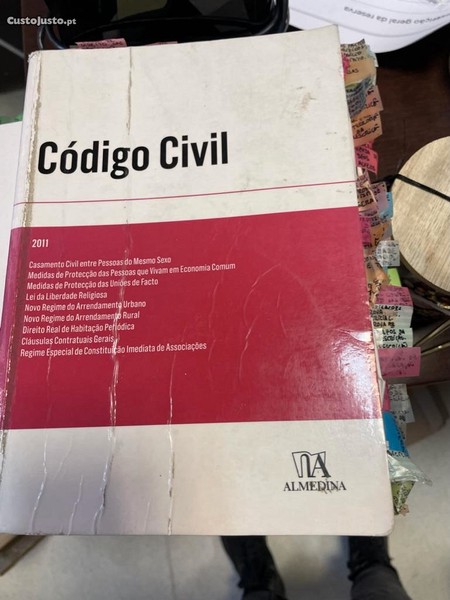 CustoJusto.pt
Código Civil
2011
Casamento Civil entre Pessoas do Mesmo Sexo
Medidas de Protecção das Pessoas que Vivam em Economia Comum
Medidas de Protecção das Uniões de Facto
Lei da Liberdade Religiosa
Novo Regime do Arrendamento Urbano
Novo Regime do Arrendamento Rural
Direito Real de Habitação Periódica
Cláusulas Contratuais Gerais
Regime Especial de Constituição Imediata de Associações
ALMEDINA
geral da reserva